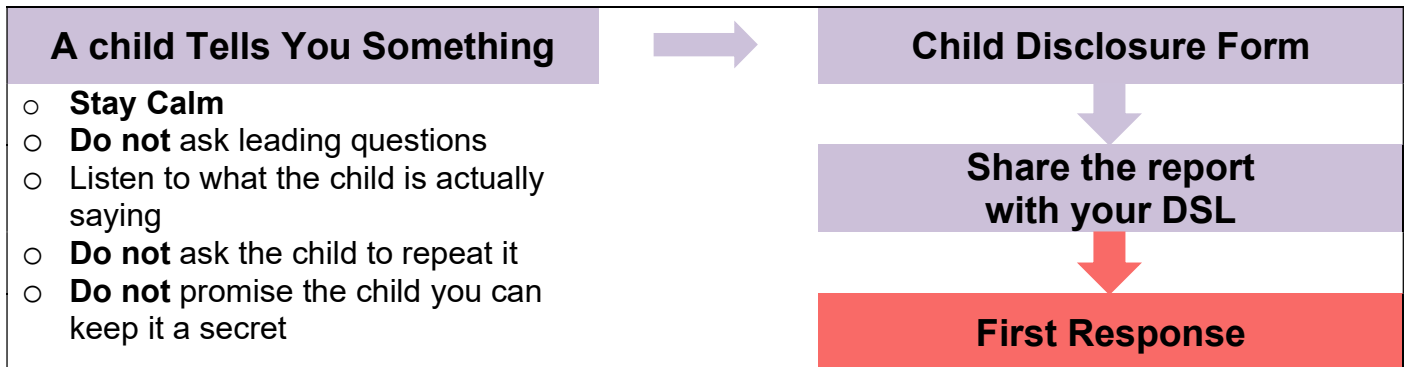 A child Tells You Something
○ Stay Calm
○ Do not ask leading questions
○ Listen to what the child is actually
saying
○ Do not ask the child to repeat it
○ Do not promise the child you can
keep it a secret
Child Disclosure Form
Share the report
with your DSL
First Response